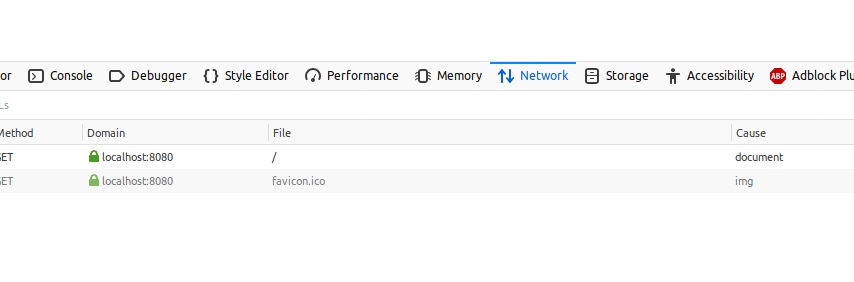 or Console Debugger Style Editor Performance Memory Network Storage Accessibility ABP Adblock Plu
Ls
Method Domain File Cause
GET localhost:8080 / document
GET localhost:8080 favicon.ico img